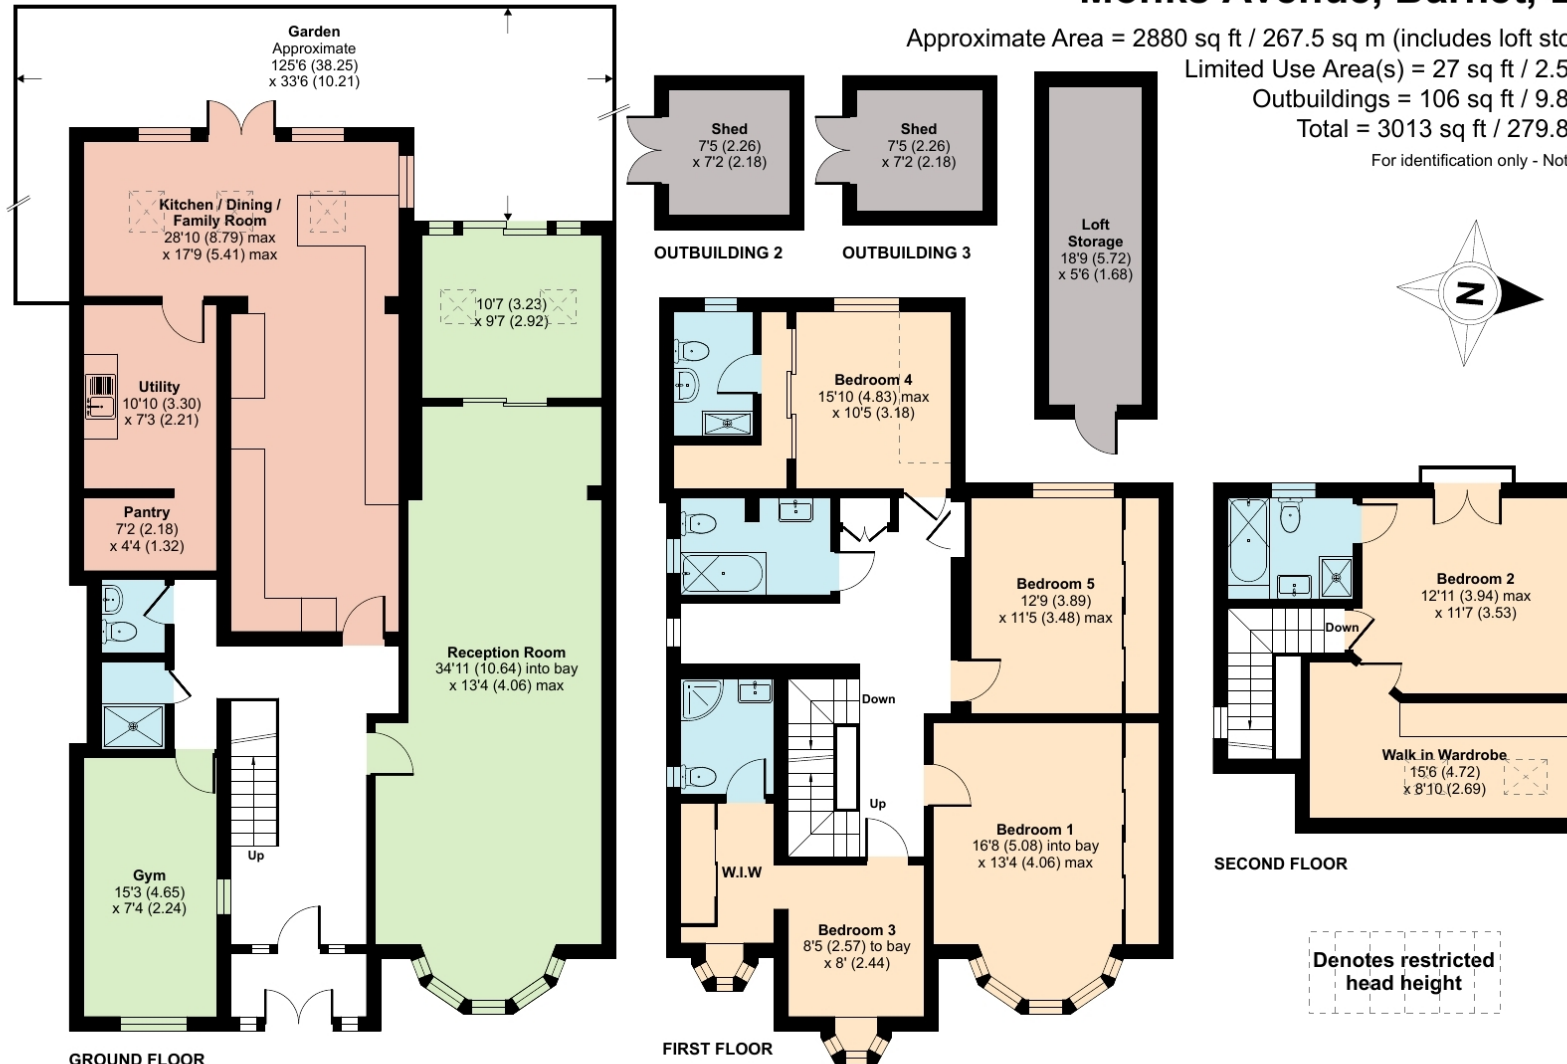 Approximate Area = 2880 sq ft / 267.5 sq m (includes loft sto
Limited Use Area(s) = 27 sq ft / 2.5
Outbuildings = 106 sq ft / 9.8
Total = 3013 sq ft / 279.8
For identification only - Not
Garden
Approximate
125'6 (38.25)
x 33'6 (10.21)
Kitchen / Dining /
Family Room
28'10 (8.79) max
x 17'9 (5.41) max
10'7 (3.23)
x 9'7 (2.92)
Utility
10'10 (3.30)
x 7'3 (2.21)
Pantry
7'2 (2.18)
x 4'4 (1.32)
Reception Room
34'11 (10.64) into bay
x 13'4 (4.06) max
Up
Gym
15'3 (4.65)
x 7'4 (2.24)
GROUND FLOOR
Shed
7'5 (2.26)
x 7'2 (2.18)
OUTBUILDING 2
Shed
7'5 (2.26)
x 7'2 (2.18)
OUTBUILDING 3
Loft
Storage
18'9 (5.72)
x 5'6 (1.68)
N
Bedroom 4
15'10 (4.83) max
x 10'5 (3.18)
Bedroom 5
12'9 (3.89)
x 11'5 (3.48) max
Down
Up
Bedroom 1
16'8 (5.08) into bay
x 13'4 (4.06) max
W.I.W
Bedroom 3
8'5 (2.57) to bay
x 8' (2.44)
FIRST FLOOR
Bedroom 2
12'11 (3.94) max
x 11'7 (3.53)
Down
Walk in Wardrobe
15'6 (4.72)
x 8'10 (2.69)
SECOND FLOOR
Denotes restricted
head height